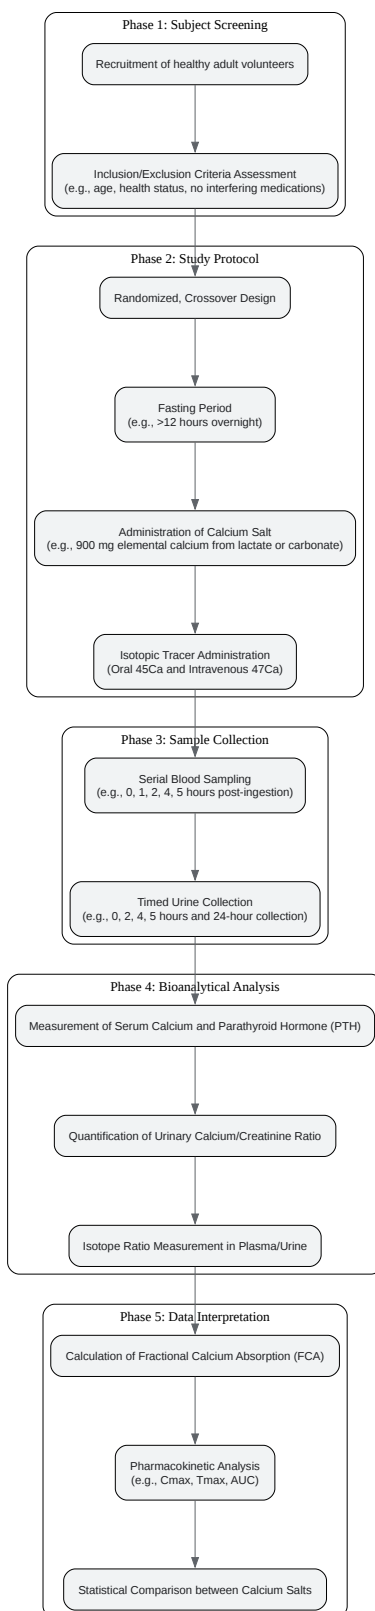 Phase 1: Subject Screening
Recruitment of healthy adult volunteers
Inclusion/Exclusion Criteria Assessment
(e.g., age, health status, no interfering medications)
Phase 2: Study Protocol
Randomized, Crossover Design
Fasting Period
(e.g., >12 hours overnight)
Administration of Calcium Salt
(e.g., 900 mg elemental calcium from lactate or carbonate)
Isotopic Tracer Administration
(Oral 45Ca and Intravenous 47Ca)
Phase 3: Sample Collection
Serial Blood Sampling
(e.g., 0, 1, 2, 4, 5 hours post-ingestion)
Timed Urine Collection
(e.g., 0, 2, 4, 5 hours and 24-hour collection)
Phase 4: Bioanalytical Analysis
Measurement of Serum Calcium and Parathyroid Hormone (PTH)
Quantification of Urinary Calcium/Creatinine Ratio
Isotope Ratio Measurement in Plasma/Urine
Phase 5: Data Interpretation
Calculation of Fractional Calcium Absorption (FCA)
Pharmacokinetic Analysis
(e.g., Cmax, Tmax, AUC)
Statistical Comparison between Calcium Salts